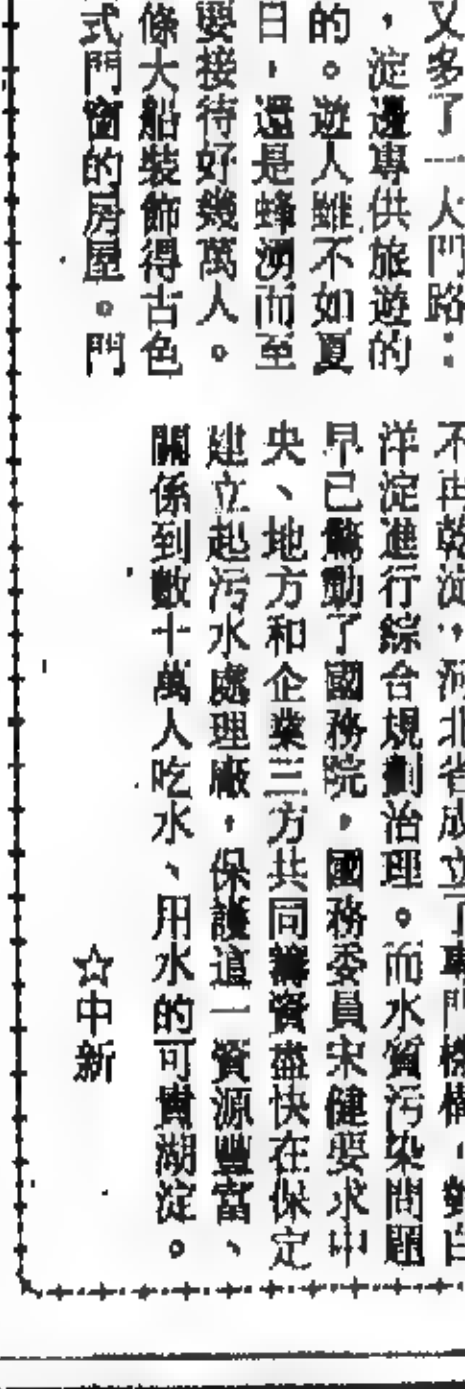 又多了一大門路：
，淀邊專供旅遊的
的。遊人雖不如夏
日，還是蜂湧而至
要接待好幾萬人。
條大船裝飾得古色
式門窗的房屋。門
不再乾淀，河北省成立了專門機構，對白
洋淀進行綜合規劃治理。而水質污染問題
早已驚動了國務院，國務委員宋健要求中
央、地方和企業三方共同籌資盡快在保定
建立起污水處理廠，保護這一資源豐富、
關係到數十萬人吃水、用水的可貴湖淀。
☆中新